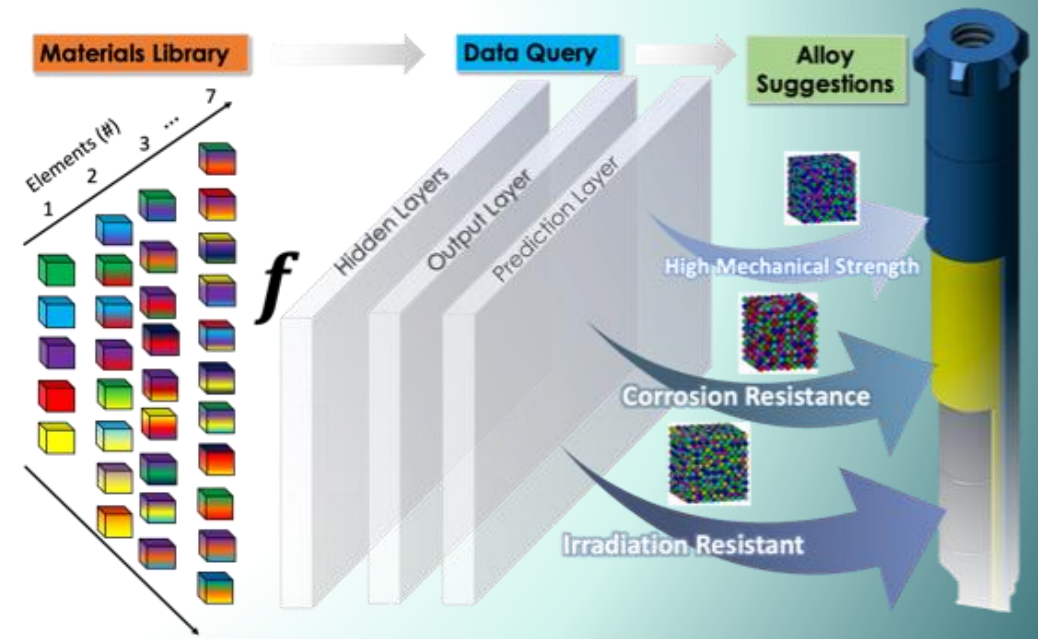 Materials Library
Data Query
Alloy
Suggestions
Elements (#)
1
2
3
...
7
f
Hidden Layers
Output Layer
Prediction Layer
High Mechanical Strength
Corrosion Resistance
Irradiation Resistant